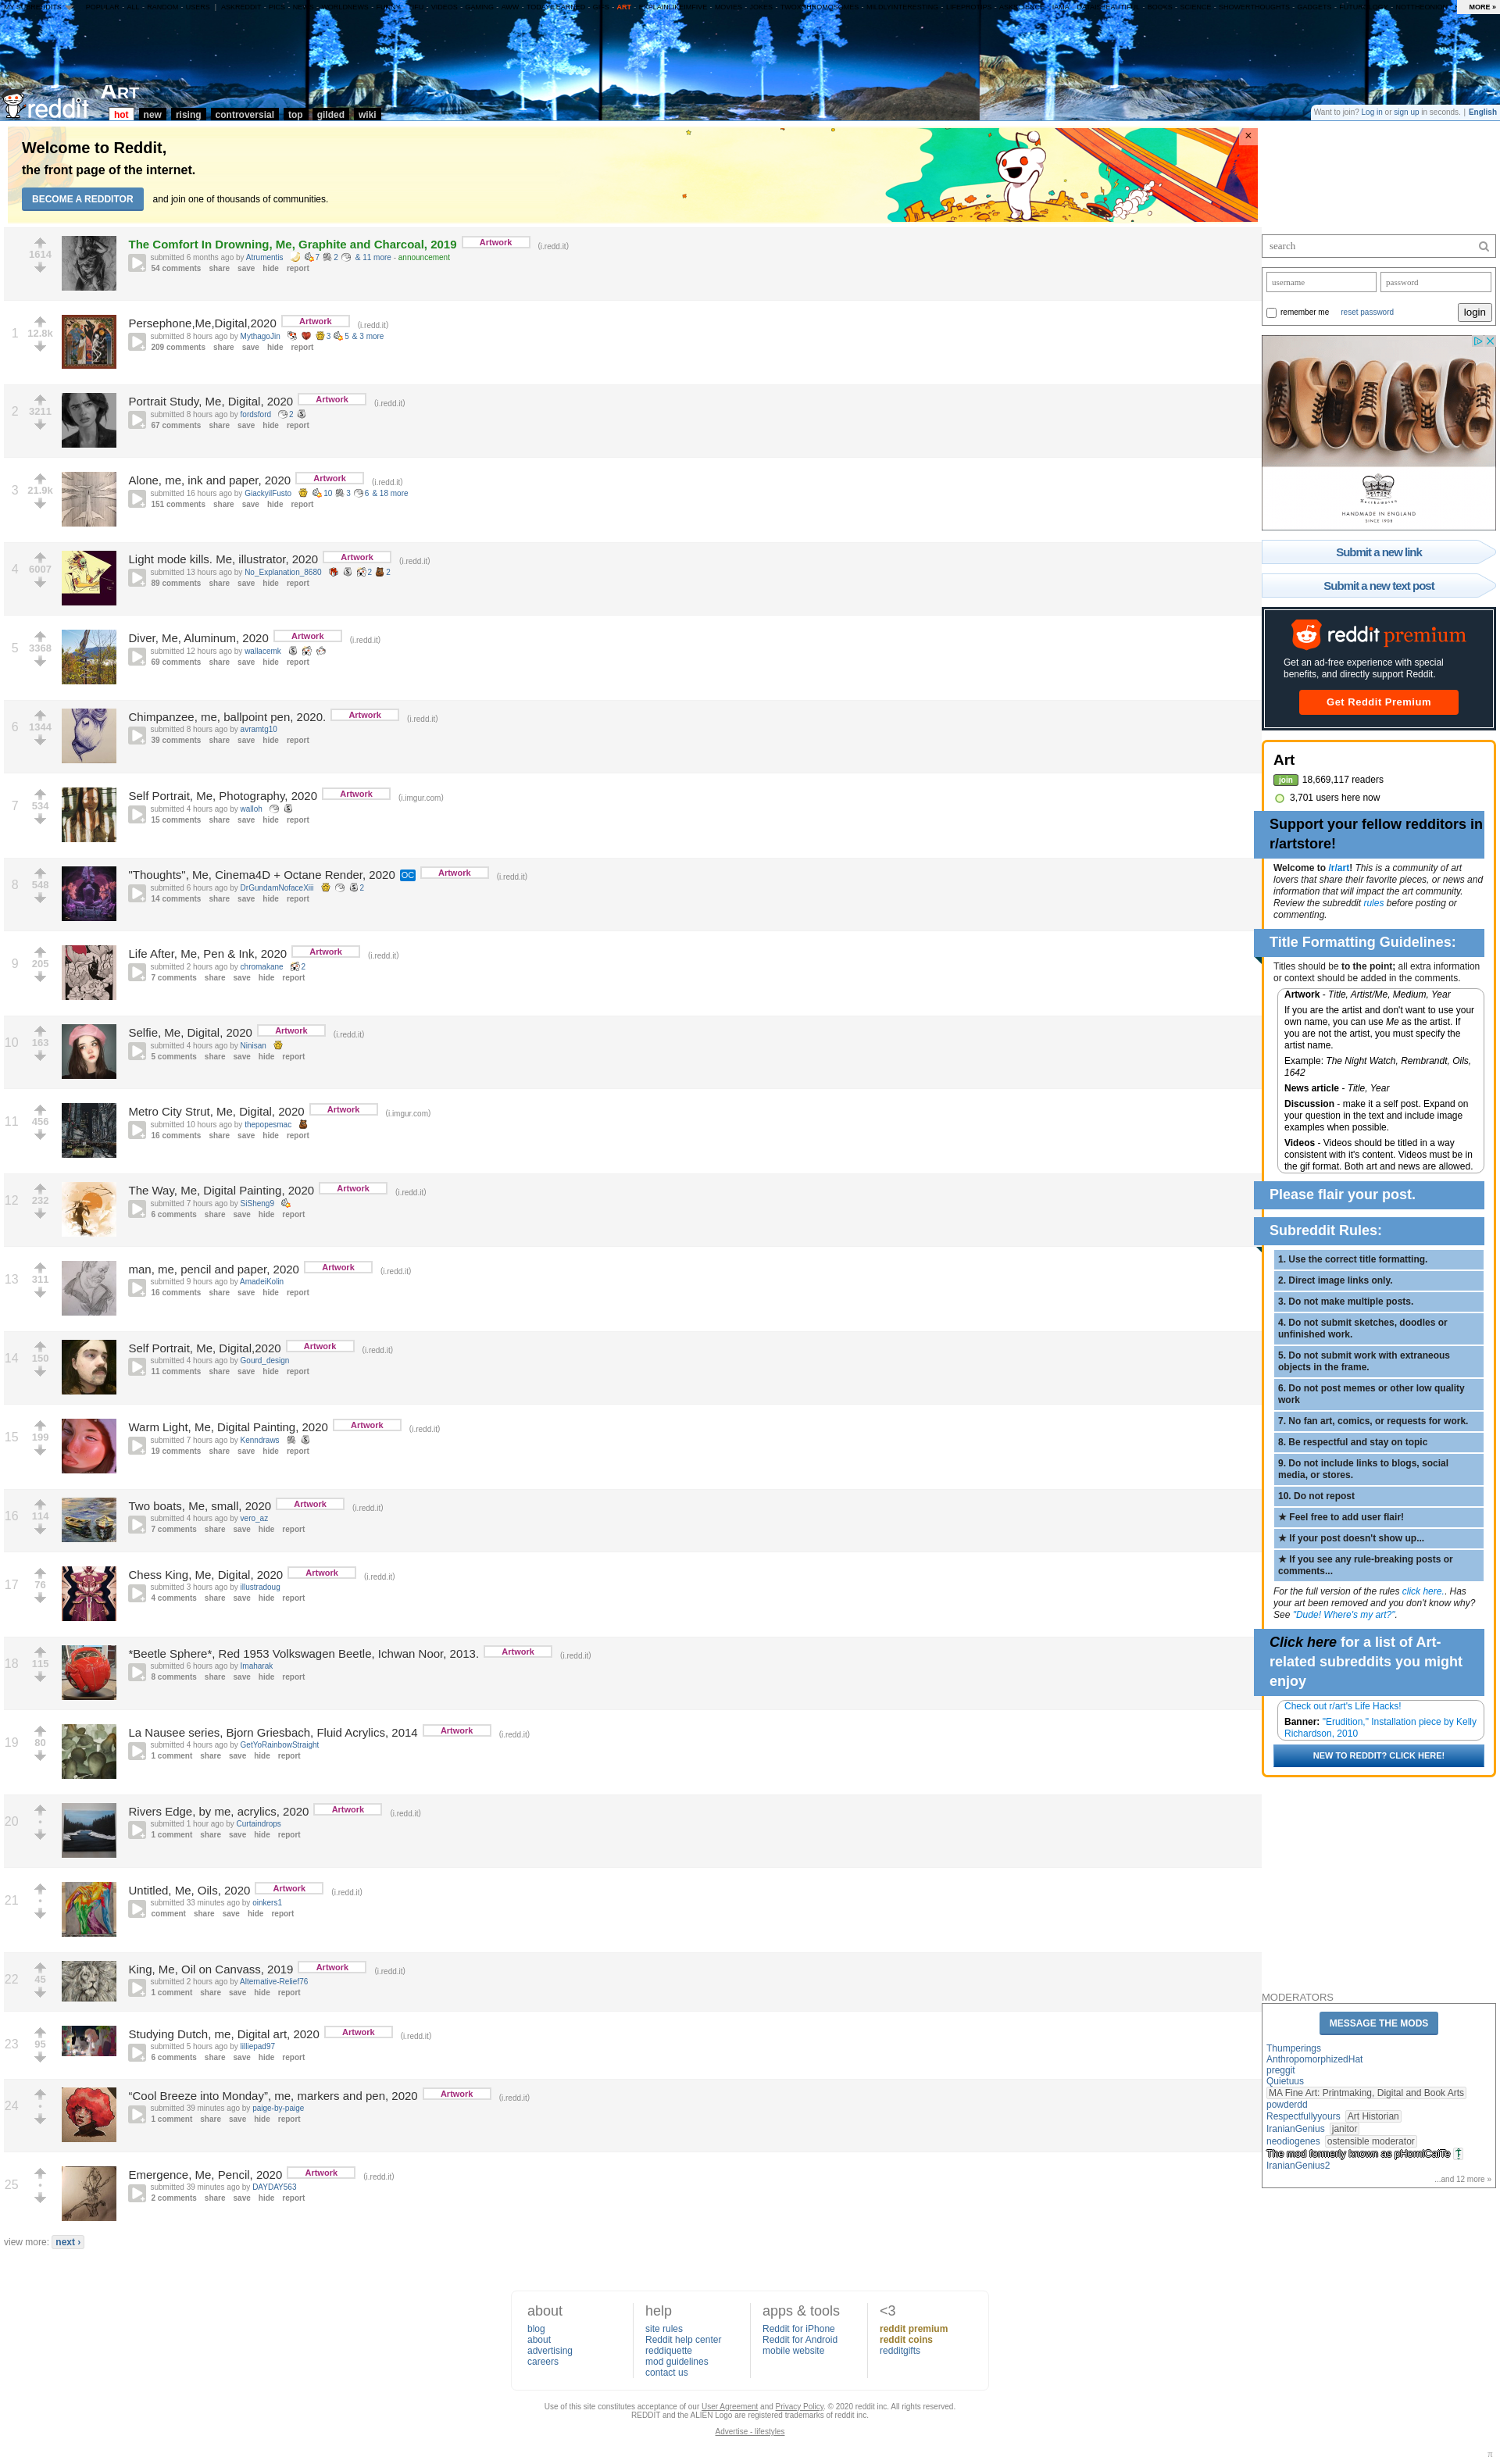 ART
MORE »
reddit
Art
hot new rising controversial top gilded wiki
Want to join? Log in or sign up in seconds. | English
Welcome to Reddit,
the front page of the internet.
BECOME A REDDITOR and join one of thousands of communities.
×
1614
The Comfort In Drowning, Me, Graphite and Charcoal, 2019 Artwork (i.redd.it)
submitted 6 months ago by Atrumentis 7 2 & 11 more - announcement
54 comments share save hide report
1 12.8k
Persephone,Me,Digital,2020 Artwork (i.redd.it)
submitted 8 hours ago by MythagoJin 3 5 & 3 more
209 comments share save hide report
2 3211
Portrait Study, Me, Digital, 2020 Artwork (i.redd.it)
submitted 8 hours ago by fordsford 2
67 comments share save hide report
3 21.9k
Alone, me, ink and paper, 2020 Artwork (i.redd.it)
submitted 16 hours ago by GiackyilFusto 10 3 6 & 18 more
151 comments share save hide report
4 6007
Light mode kills. Me, illustrator, 2020 Artwork (i.redd.it)
submitted 13 hours ago by No_Explanation_8680 2 2
89 comments share save hide report
5 3368
Diver, Me, Aluminum, 2020 Artwork (i.redd.it)
submitted 12 hours ago by wallacemk
69 comments share save hide report
6 1344
Chimpanzee, me, ballpoint pen, 2020. Artwork (i.redd.it)
submitted 8 hours ago by avramtg10
39 comments share save hide report
7 534
Self Portrait, Me, Photography, 2020 Artwork (i.imgur.com)
submitted 4 hours ago by walloh
15 comments share save hide report
8 548
"Thoughts", Me, Cinema4D + Octane Render, 2020 OC Artwork (i.redd.it)
submitted 6 hours ago by DrGundamNofaceXiii 2
14 comments share save hide report
9 205
Life After, Me, Pen & Ink, 2020 Artwork (i.redd.it)
submitted 2 hours ago by chromakane 2
7 comments share save hide report
10 163
Selfie, Me, Digital, 2020 Artwork (i.redd.it)
submitted 4 hours ago by Ninisan
5 comments share save hide report
11 456
Metro City Strut, Me, Digital, 2020 Artwork (i.imgur.com)
submitted 10 hours ago by thepopesmac
16 comments share save hide report
12 232
The Way, Me, Digital Painting, 2020 Artwork (i.redd.it)
submitted 7 hours ago by SiSheng9
6 comments share save hide report
13 311
man, me, pencil and paper, 2020 Artwork (i.redd.it)
submitted 9 hours ago by AmadeiKolin
16 comments share save hide report
14 150
Self Portrait, Me, Digital,2020 Artwork (i.redd.it)
submitted 4 hours ago by Gourd_design
11 comments share save hide report
15 199
Warm Light, Me, Digital Painting, 2020 Artwork (i.redd.it)
submitted 7 hours ago by Kenndraws
19 comments share save hide report
16 114
Two boats, Me, small, 2020 Artwork (i.redd.it)
submitted 4 hours ago by vero_az
7 comments share save hide report
17 76
Chess King, Me, Digital, 2020 Artwork (i.redd.it)
submitted 3 hours ago by illustradoug
4 comments share save hide report
18 115
*Beetle Sphere*, Red 1953 Volkswagen Beetle, Ichwan Noor, 2013. Artwork (i.redd.it)
submitted 6 hours ago by Imaharak
8 comments share save hide report
19 80
La Nausee series, Bjorn Griesbach, Fluid Acrylics, 2014 Artwork (i.redd.it)
submitted 4 hours ago by GetYoRainbowStraight
1 comment share save hide report
20 •
Rivers Edge, by me, acrylics, 2020 Artwork (i.redd.it)
submitted 1 hour ago by Curtaindrops
1 comment share save hide report
21 •
Untitled, Me, Oils, 2020 Artwork (i.redd.it)
submitted 33 minutes ago by oinkers1
comment share save hide report
22 45
King, Me, Oil on Canvass, 2019 Artwork (i.redd.it)
submitted 2 hours ago by Alternative-Relief76
1 comment share save hide report
23 95
Studying Dutch, me, Digital art, 2020 Artwork (i.redd.it)
submitted 5 hours ago by lilliepad97
6 comments share save hide report
24 •
“Cool Breeze into Monday”, me, markers and pen, 2020 Artwork (i.redd.it)
submitted 39 minutes ago by paige-by-paige
1 comment share save hide report
25 •
Emergence, Me, Pencil, 2020 Artwork (i.redd.it)
submitted 39 minutes ago by DAYDAY563
2 comments share save hide report
view more: next ›
search
username password
remember me reset password login
HANDMADE IN ENGLAND
SINCE 1908
Submit a new link
Submit a new text post
reddit premium
Get an ad-free experience with special
benefits, and directly support Reddit.
Get Reddit Premium
Art
join 18,669,117 readers
3,701 users here now
Support your fellow redditors in
r/artstore!
Welcome to /r/art! This is a community of art
lovers that share their favorite pieces, or news and
information that will impact the art community.
Review the subreddit rules before posting or
commenting.
Title Formatting Guidelines:
Titles should be to the point; all extra information
or context should be added in the comments.
Artwork - Title, Artist/Me, Medium, Year
If you are the artist and don't want to use your
own name, you can use Me as the artist. If
you are not the artist, you must specify the
artist name.
Example: The Night Watch, Rembrandt, Oils,
1642
News article - Title, Year
Discussion - make it a self post. Expand on
your question in the text and include image
examples when possible.
Videos - Videos should be titled in a way
consistent with it's content. Videos must be in
the gif format. Both art and news are allowed.
Please flair your post.
Subreddit Rules:
1. Use the correct title formatting.
2. Direct image links only.
3. Do not make multiple posts.
4. Do not submit sketches, doodles or
unfinished work.
5. Do not submit work with extraneous
objects in the frame.
6. Do not post memes or other low quality
work
7. No fan art, comics, or requests for work.
8. Be respectful and stay on topic
9. Do not include links to blogs, social
media, or stores.
10. Do not repost
★ Feel free to add user flair!
★ If your post doesn't show up...
★ If you see any rule-breaking posts or
comments...
For the full version of the rules click here.. Has
your art been removed and you don't know why?
See "Dude! Where's my art?".
Click here for a list of Art-
related subreddits you might
enjoy
Check out r/art's Life Hacks!
Banner: "Erudition," Installation piece by Kelly
Richardson, 2010
NEW TO REDDIT? CLICK HERE!
MODERATORS
MESSAGE THE MODS
Thumperings
AnthropomorphizedHat
preggit
Quietuus
MA Fine Art: Printmaking, Digital and Book Arts
powderdd
Respectfullyyours Art Historian
IranianGenius janitor
neodiogenes ostensible moderator
The mod formerly known as pHorniCaiTe
IranianGenius2
...and 12 more »
about
blog
about
advertising
careers
help
site rules
Reddit help center
reddiquette
mod guidelines
contact us
apps & tools
Reddit for iPhone
Reddit for Android
mobile website
<3
reddit premium
reddit coins
redditgifts
Use of this site constitutes acceptance of our User Agreement and Privacy Policy. © 2020 reddit inc. All rights reserved.
REDDIT and the ALIEN Logo are registered trademarks of reddit inc.
Advertise - lifestyles
π